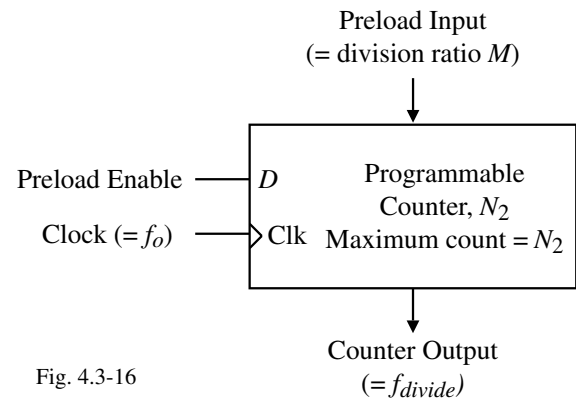 Preload Input
(= division ratio M)
Preload Enable
D
Programmable
Counter, N₂
Clock (= fₒ)
Clk
Maximum count = N₂
Counter Output
(= f_divide)
Fig. 4.3-16